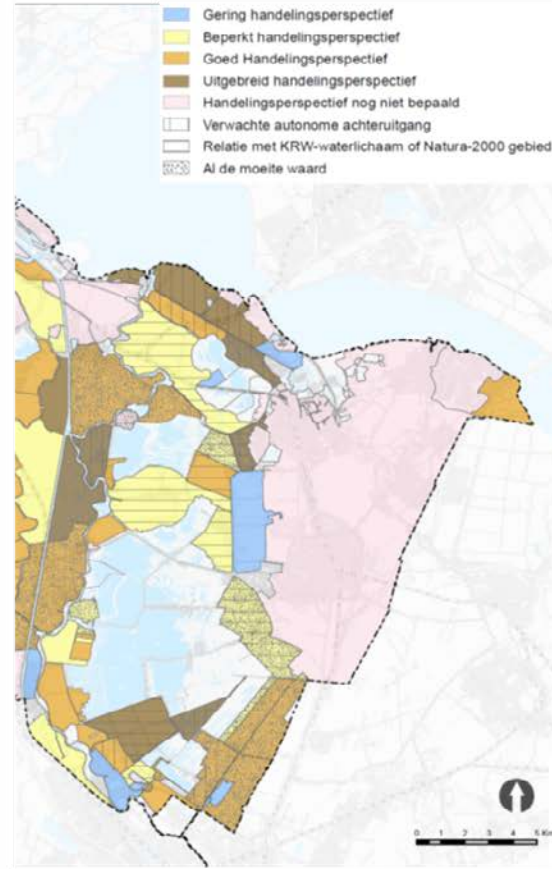 Gering handelingsperspectief
Beperkt handelingsperspectief
Goed Handelingsperspectief
Uitgebreid handelingsperspectief
Handelingsperspectief nog niet bepaald
Verwachte autonome achteruitgang
Relatie met KRW-waterlichaam of Natura-2000 gebied
Al de moeite waard
0 1 2 3 4 5 Km